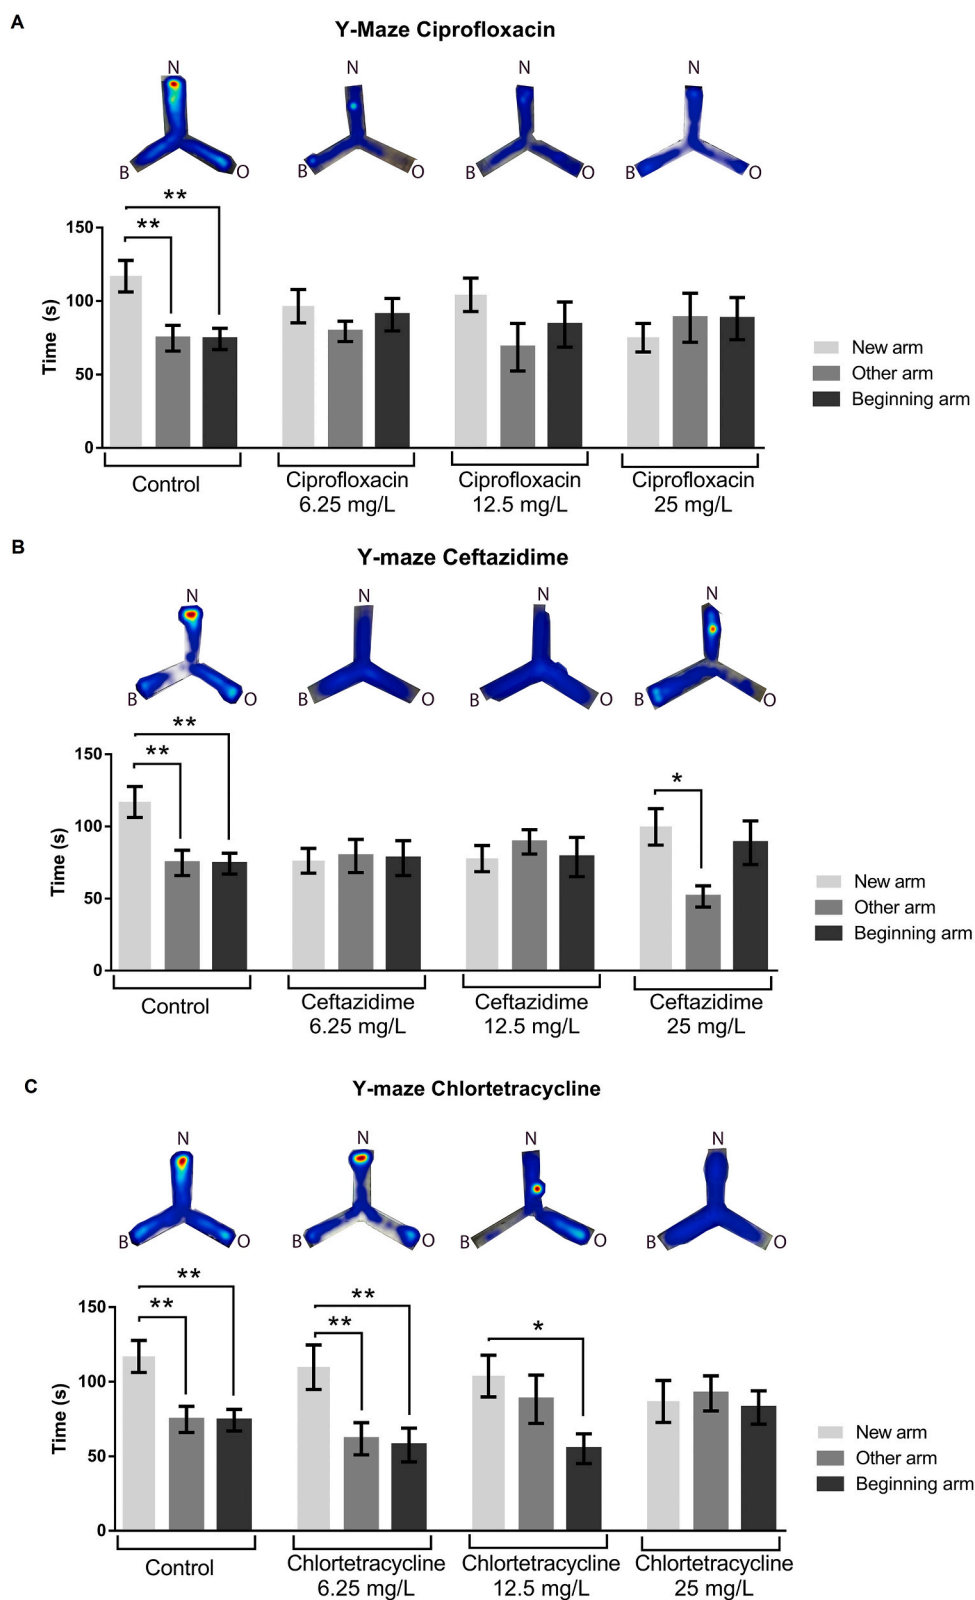 A
Y-Maze Ciprofloxacin
N N N N
B O B O B O B O
** 
**
150
100
50
0
Time (s)
New arm
Other arm
Beginning arm
Control
Ciprofloxacin
6.25 mg/L
Ciprofloxacin
12.5 mg/L
Ciprofloxacin
25 mg/L
B
Y-maze Ceftazidime
N N N N
B O B O B O B O
**
**
*
150
100
50
0
Time (s)
New arm
Other arm
Beginning arm
Control
Ceftazidime
6.25 mg/L
Ceftazidime
12.5 mg/L
Ceftazidime
25 mg/L
C
Y-maze Chlortetracycline
N N N N
B O B O B O B O
**
**
**
**
*
150
100
50
0
Time (s)
New arm
Other arm
Beginning arm
Control
Chlortetracycline
6.25 mg/L
Chlortetracycline
12.5 mg/L
Chlortetracycline
25 mg/L